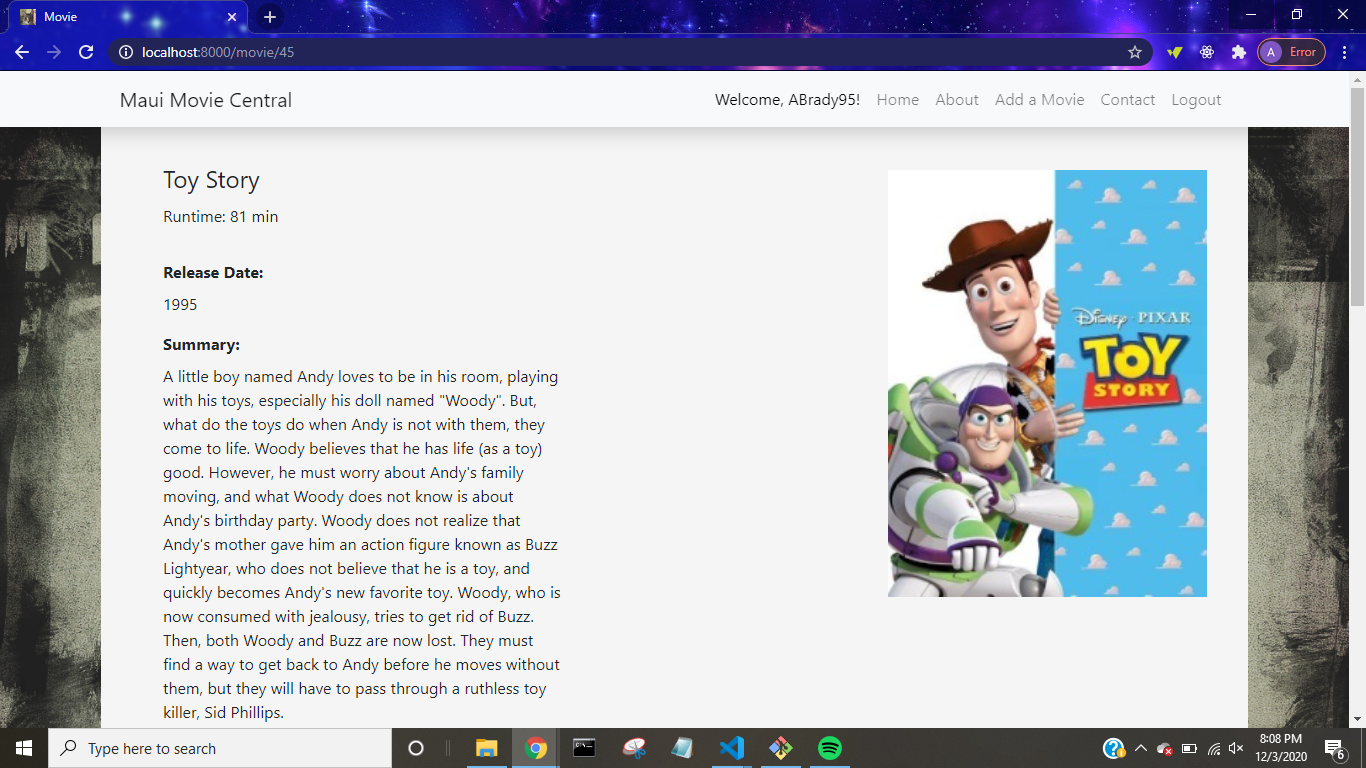 Movie
localhost:8000/movie/45
A Error
Maui Movie Central
Welcome, ABrady95! Home About Add a Movie Contact Logout
Toy Story
Runtime: 81 min
Release Date:
1995
Summary:
A little boy named Andy loves to be in his room, playing
with his toys, especially his doll named "Woody". But,
what do the toys do when Andy is not with them, they
come to life. Woody believes that he has life (as a toy)
good. However, he must worry about Andy's family
moving, and what Woody does not know is about
Andy's birthday party. Woody does not realize that
Andy's mother gave him an action figure known as Buzz
Lightyear, who does not believe that he is a toy, and
quickly becomes Andy's new favorite toy. Woody, who is
now consumed with jealousy, tries to get rid of Buzz.
Then, both Woody and Buzz are now lost. They must
find a way to get back to Andy before he moves without
them, but they will have to pass through a ruthless toy
killer, Sid Phillips.
Disney · PIXAR
TOY
STORY
Type here to search
8:08 PM
12/3/2020
6